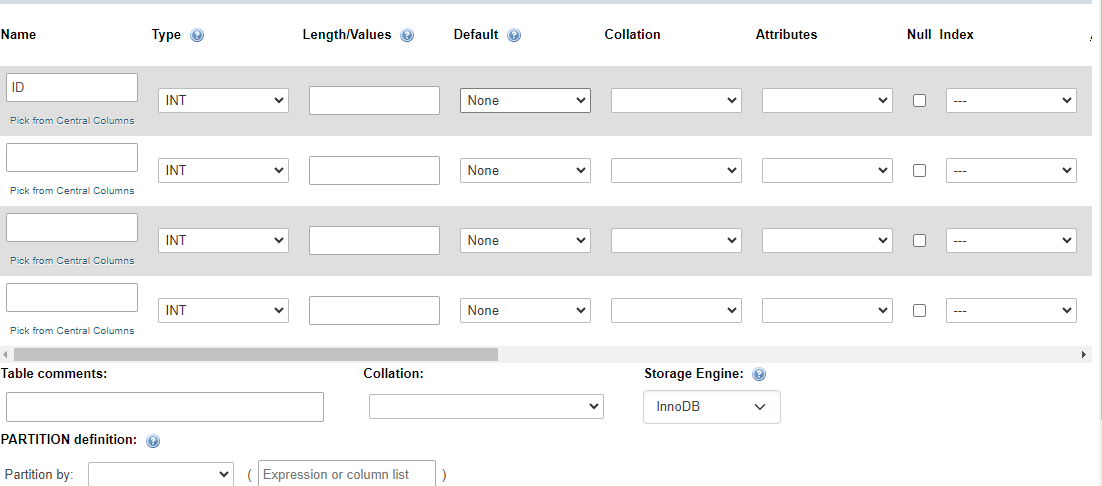 Name Type Length/Values Default Collation Attributes Null Index
ID INT None ---
Pick from Central Columns
INT None ---
Pick from Central Columns
INT None ---
Pick from Central Columns
INT None ---
Pick from Central Columns
Table comments: Collation: Storage Engine:
InnoDB
PARTITION definition:
Partition by: ( Expression or column list )